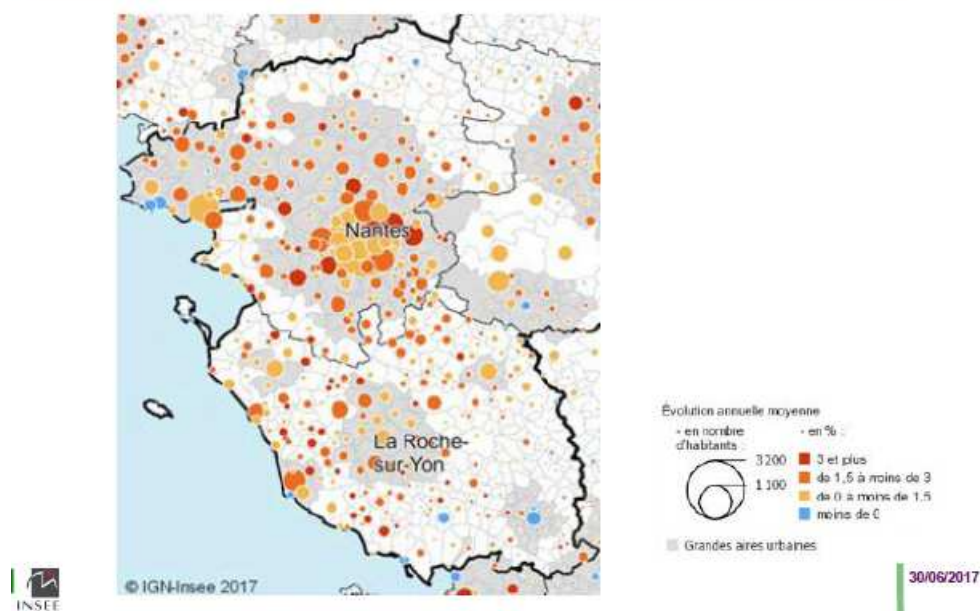 Nantes
La Roche-
sur-Yon
© IGN-Insee 2017
Évolution annuelle moyenne
- en nombre
d'habitants :
- en % :
3 200
1 100
3 et plus
de 1,5 à moins de 3
de 0 à moins de 1,5
moins de 0
Grandes aires urbaines
INSEE
30/06/2017